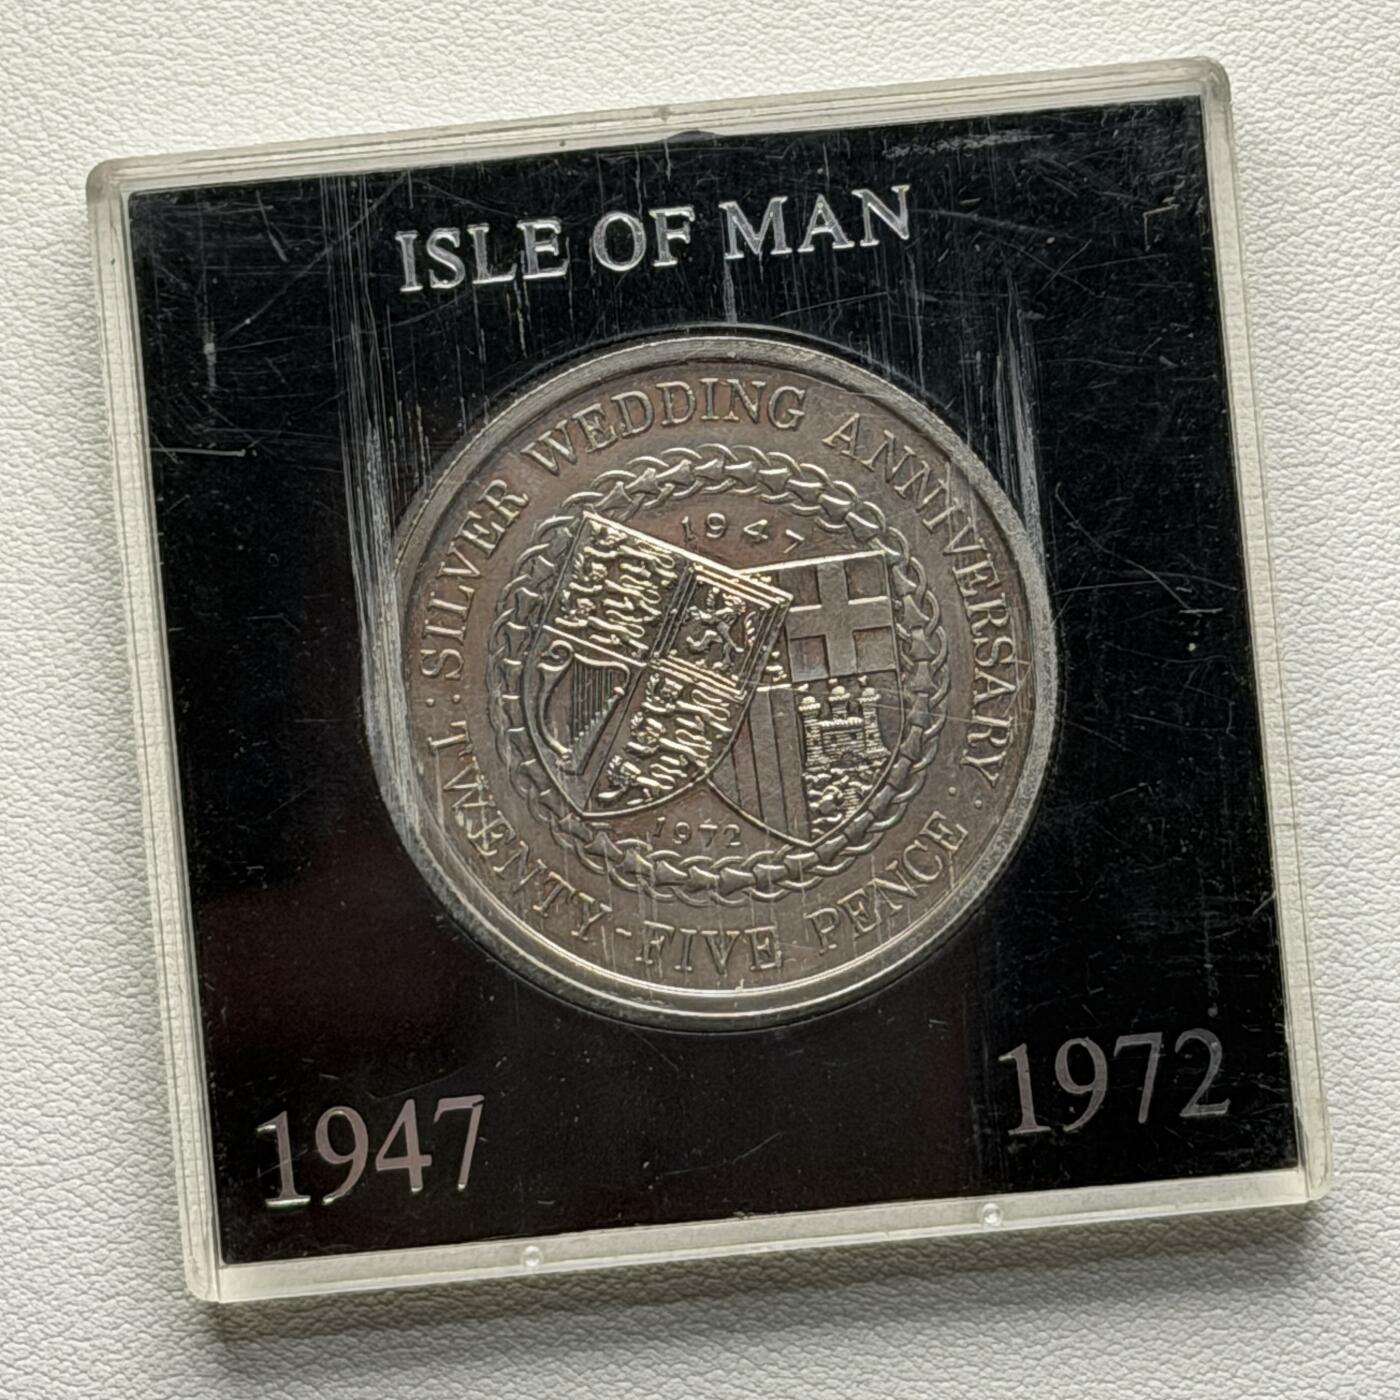 ISLE OF MAN
· SILVER WEDDING ANNIVERSARY ·
1947
1972
TWENTY-FIVE PENCE
1947
1972